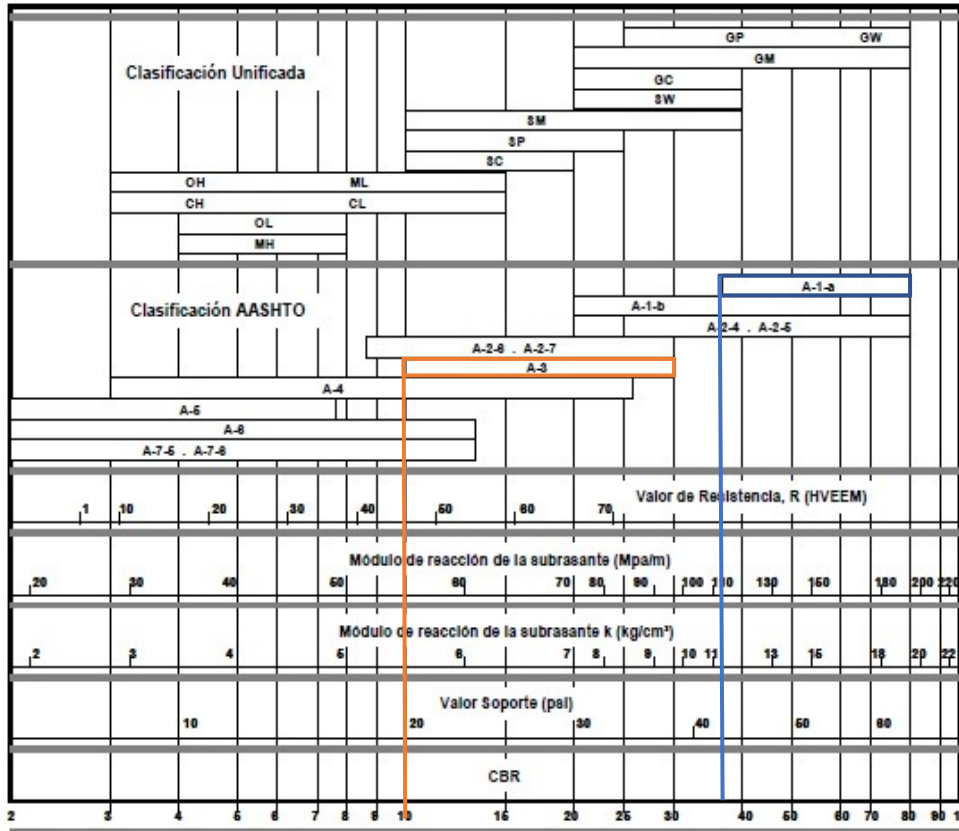 GP GW
GM
Clasificación Unificada
GC
SW
SM
SP
SC
OH ML
CH CL
OL
MH
A-1-a
Clasificación AASHTO
A-1-b
A-2-4 . A-2-5
A-2-6 . A-2-7
A-3
A-4
A-5
A-6
A-7-5 . A-7-6
Valor de Resistencia, R (HVEEM)
1 10 20 30 40 50 60 70
Módulo de reacción de la subrasante (Mpa/m)
20 30 40 50 60 70 80 90 100 110 130 150 180 200 220
Módulo de reacción de la subrasante k (kg/cm³)
2 3 4 5 6 7 8 9 10 11 13 15 18 20 22
Valor Soporte (psi)
10 20 30 40 50 60
CBR
2 3 4 5 6 7 8 9 10 15 20 25 30 40 50 60 70 80 90 1